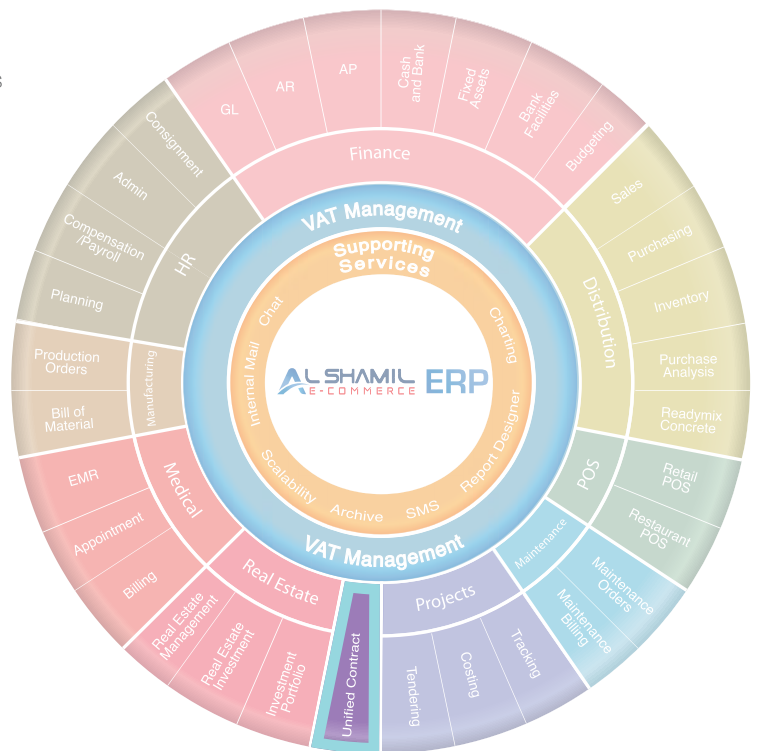 s
GL
AR
AP
Cash
and Bank
Fixed
Assets
Bank
Facilities
Budgeting
Finance
Sales
Purchasing
Inventory
Purchase
Analysis
Readymix
Concrete
Distribution
Retail
POS
Restaurant
POS
POS
Maintenance
Orders
Maintenance
Billing
Maintenance
Tracking
Costing
Tendering
Projects
Unified Contract
Investment
Portfolio
Real Estate
Investment
Real Estate
Management
Real Estate
Billing
Appointment
EMR
Medical
Bill of
Material
Production
Orders
Manufacturing
Planning
Compensation
/Payroll
Admin
Consignment
HR
VAT Management
Supporting
Services
Charting
Report Designer
SMS
Archive
Scalability
Internal Mail
Chat
AL SHAMIL ERP
E-COMMERCE
VAT Management